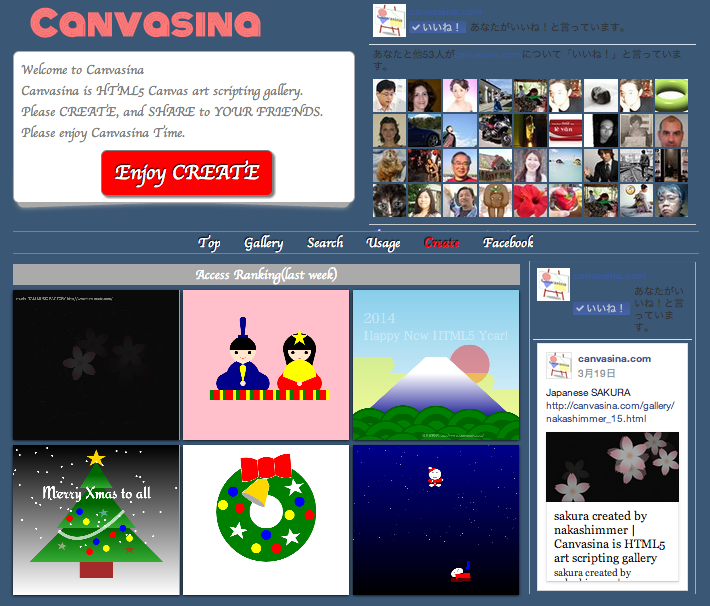 Canvasina
Welcome to Canvasina
Canvasina is HTML5 Canvas art scripting gallery.
Please CREATE, and SHARE to YOUR FRIENDS.
Please enjoy Canvasina Time.
Enjoy CREATE
いいね！ あなたがいいね！と言っています。
あなたと他53人が
について「いいね！」と言っていま
す。
Top Gallery Search Usage Create Facebook
Access Ranking(last week)
2014
Happy New HTML5 Year!
Merry Xmas to all
いいね！
あなたがい
いね！と言
っていま
す。
canvasina.com
3月19日
Japanese SAKURA
http://canvasina.com/gallery/
nakashimmer_15.html
sakura created by
nakashimmer |
Canvasina is HTML5
art scripting gallery
sakura created by